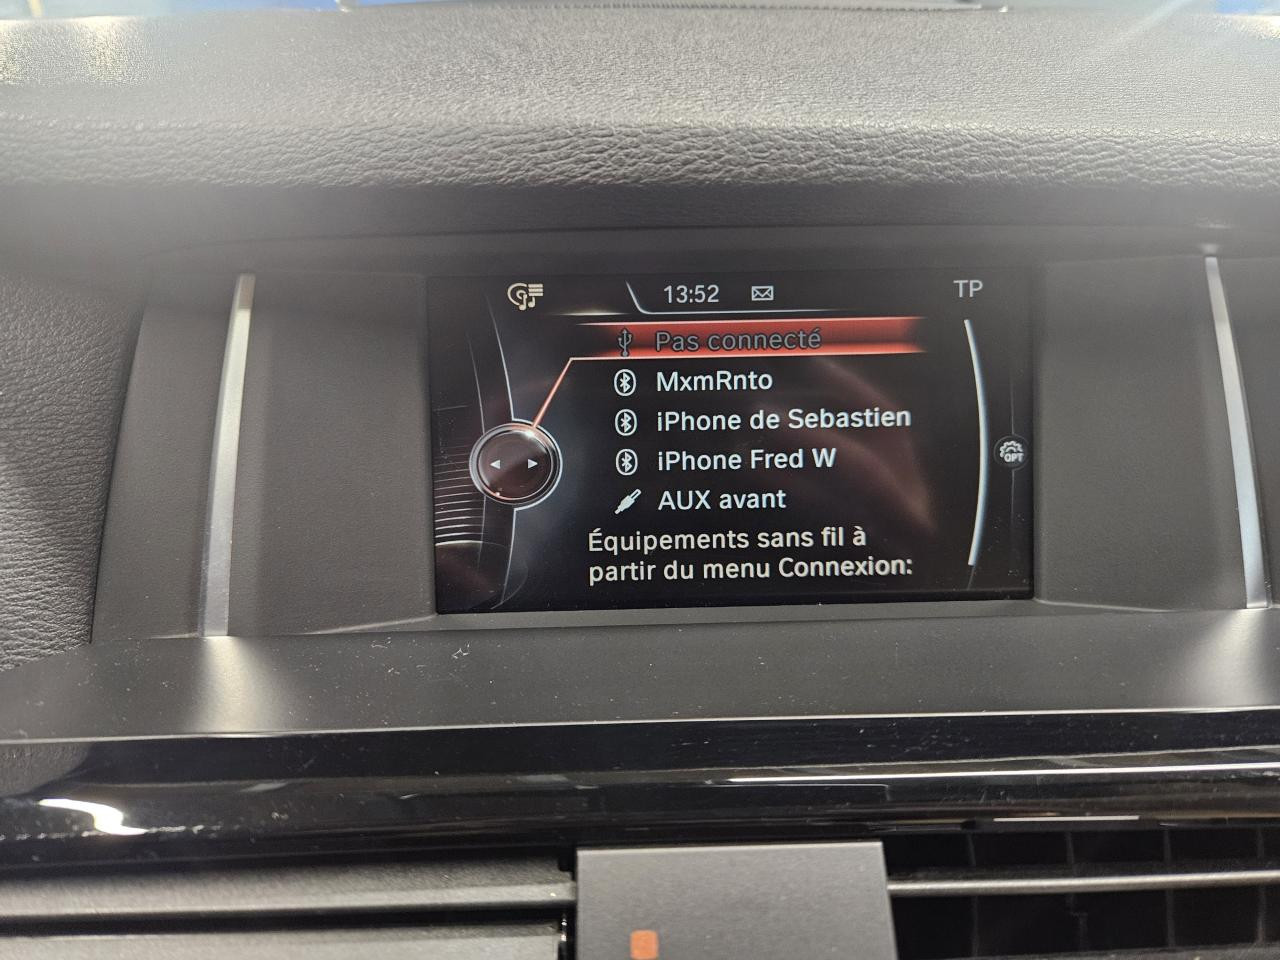 13:52
TP
Pas connecté
MxmRnto
iPhone de Sebastien
iPhone Fred W
OPT
AUX avant
Équipements sans fil à
partir du menu Connexion: